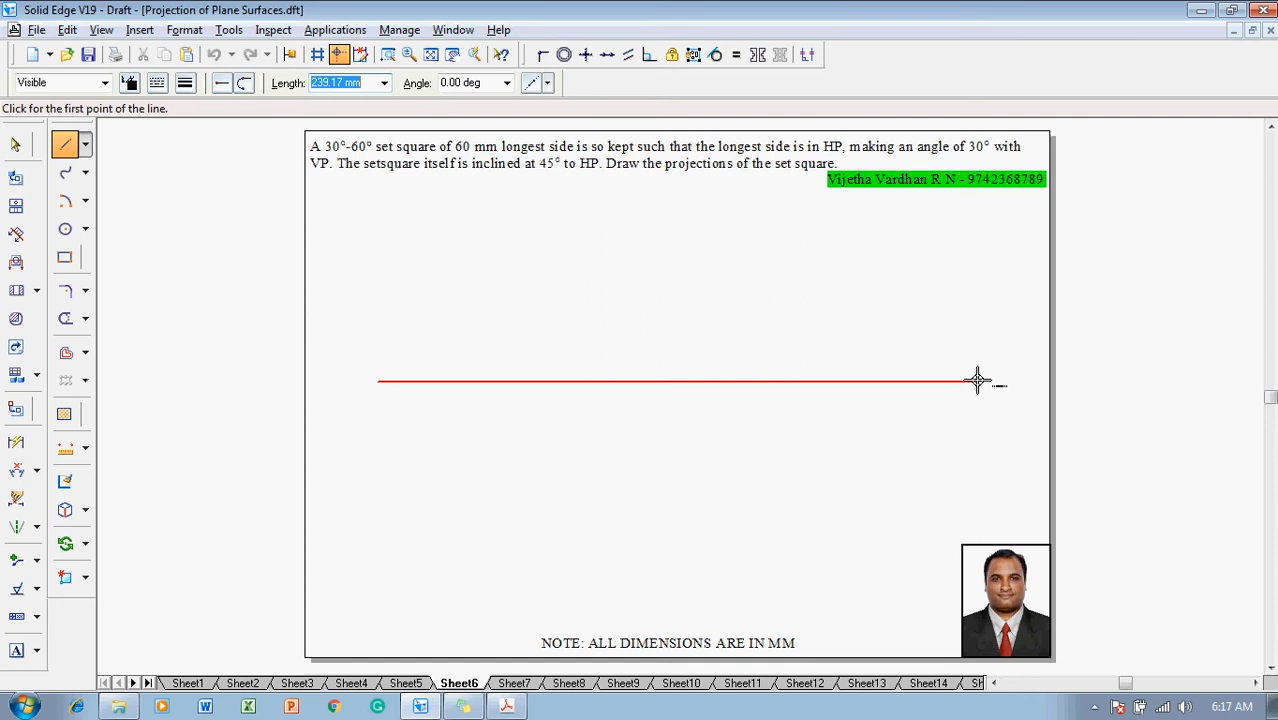 Solid Edge V19 - Draft - [Projection of Plane Surfaces.dft]
File Edit View Insert Format Tools Inspect Applications Manage Window Help
Visible Length: 239.17 mm Angle: 0.00 deg
Click for the first point of the line.
A 30°-60° set square of 60 mm longest side is so kept such that the longest side is in HP, making an angle of 30° with
VP. The setsquare itself is inclined at 45° to HP. Draw the projections of the set square.
Vijetha Vardhan R N - 9742368789
NOTE: ALL DIMENSIONS ARE IN MM
Sheet1 Sheet2 Sheet3 Sheet4 Sheet5 Sheet6 Sheet7 Sheet8 Sheet9 Sheet10 Sheet11 Sheet12 Sheet13 Sheet14 Sl
6:17 AM